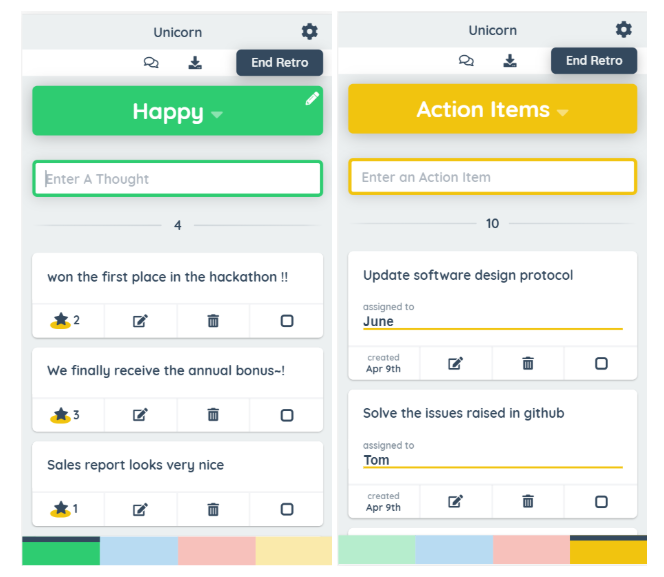 Unicorn
End Retro
Happy
Enter A Thought
4
won the first place in the hackathon !!
2
We finally receive the annual bonus~!
3
Sales report looks very nice
1
Unicorn
End Retro
Action Items
Enter an Action Item
10
Update software design protocol
assigned to
June
created
Apr 9th
Solve the issues raised in github
assigned to
Tom
created
Apr 9th